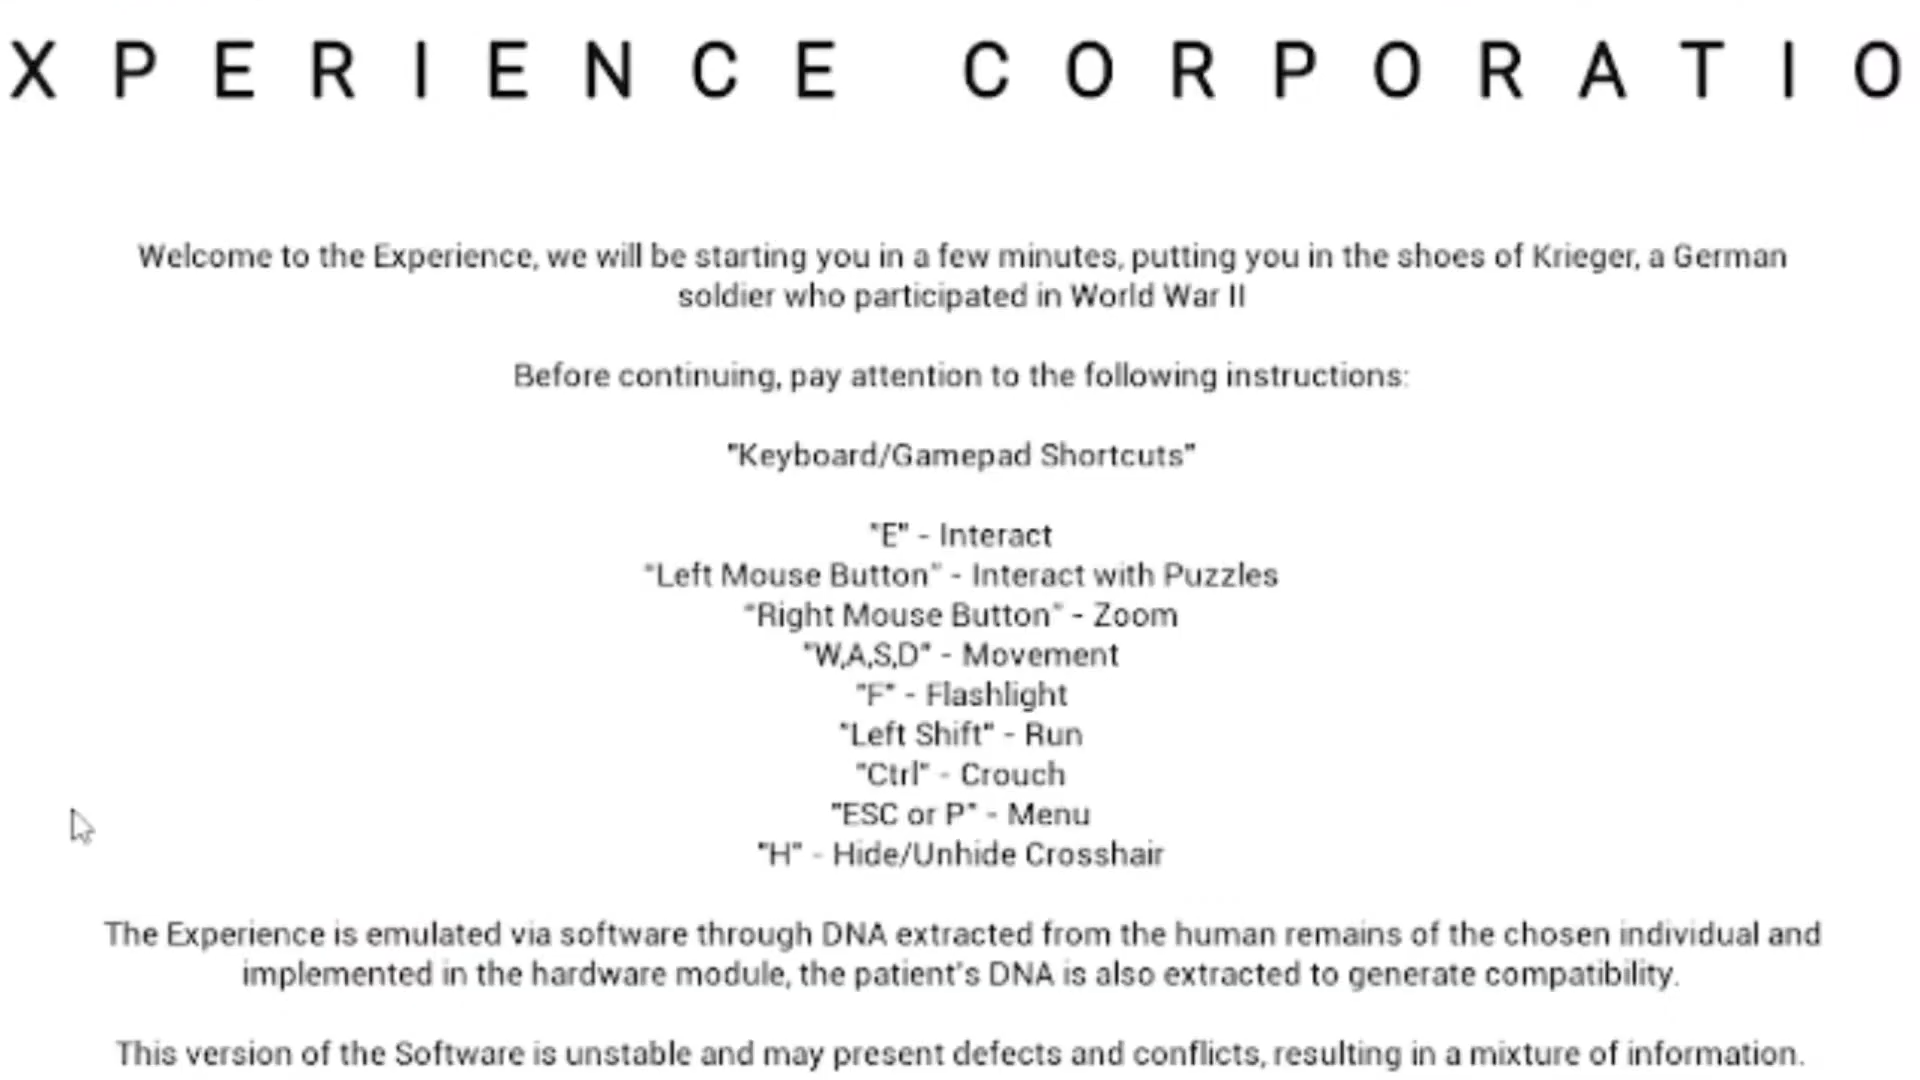 XPERIENCE CORPORATIO
Welcome to the Experience, we will be starting you in a few minutes, putting you in the shoes of Krieger, a German
soldier who participated in World War II
Before continuing, pay attention to the following instructions:
"Keyboard/Gamepad Shortcuts"
"E" - Interact
"Left Mouse Button" - Interact with Puzzles
"Right Mouse Button" - Zoom
"W,A,S,D" - Movement
"F" - Flashlight
"Left Shift" - Run
"Ctrl" - Crouch
"ESC or P" - Menu
"H" - Hide/Unhide Crosshair
The Experience is emulated via software through DNA extracted from the human remains of the chosen individual and
implemented in the hardware module, the patient's DNA is also extracted to generate compatibility.
This version of the Software is unstable and may present defects and conflicts, resulting in a mixture of information.